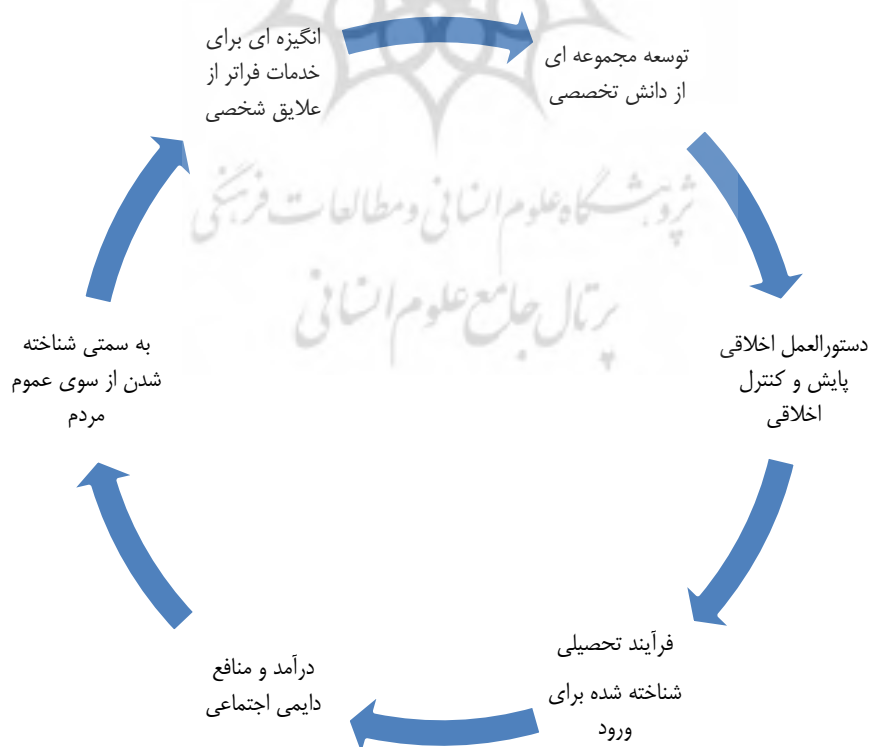 انگیزه ای برای
خدمات فراتر از
علایق شخصی
توسعه مجموعه ای
از دانش تخصصی
پژوهشگاه علوم انسانی و مطالعات فرهنگی
پرتال جامع علوم انسانی
دستورالعمل اخلاقی
پایش و کنترل
اخلاقی
فرآیند تحصیلی
شناخته شده برای
ورود
درآمد و منافع
دایمی اجتماعی
به سمتی شناخته
شدن از سوی عموم
مردم